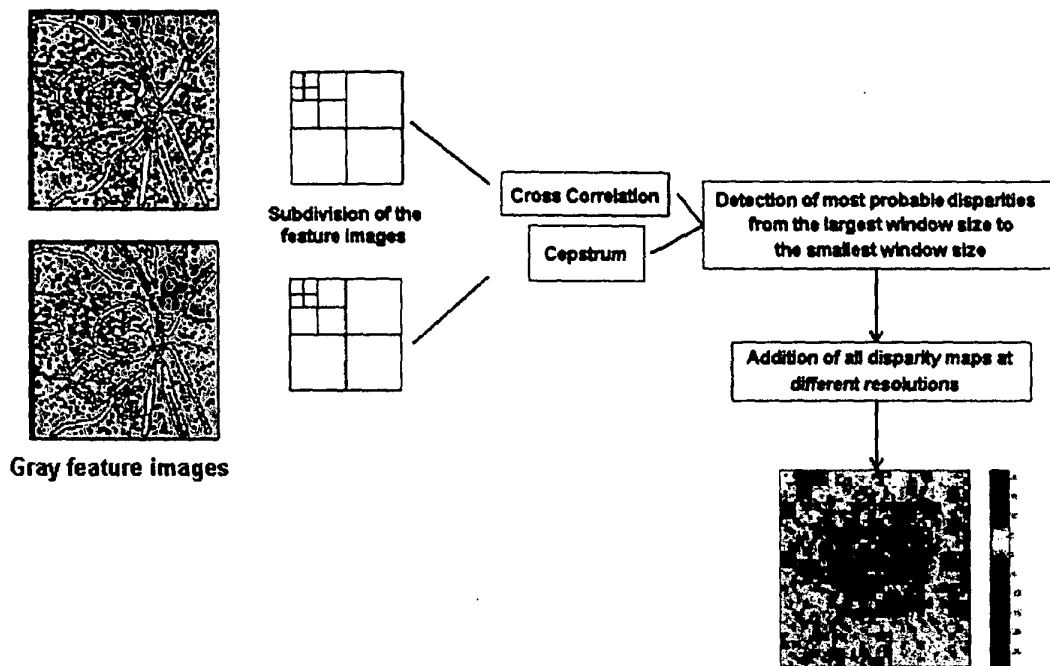 Subdivision of the
feature images
Cross Correlation
Cepstrum
Detection of most probable disparities
from the largest window size to
the smallest window size
Addition of all disparity maps at
different resolutions
Gray feature images